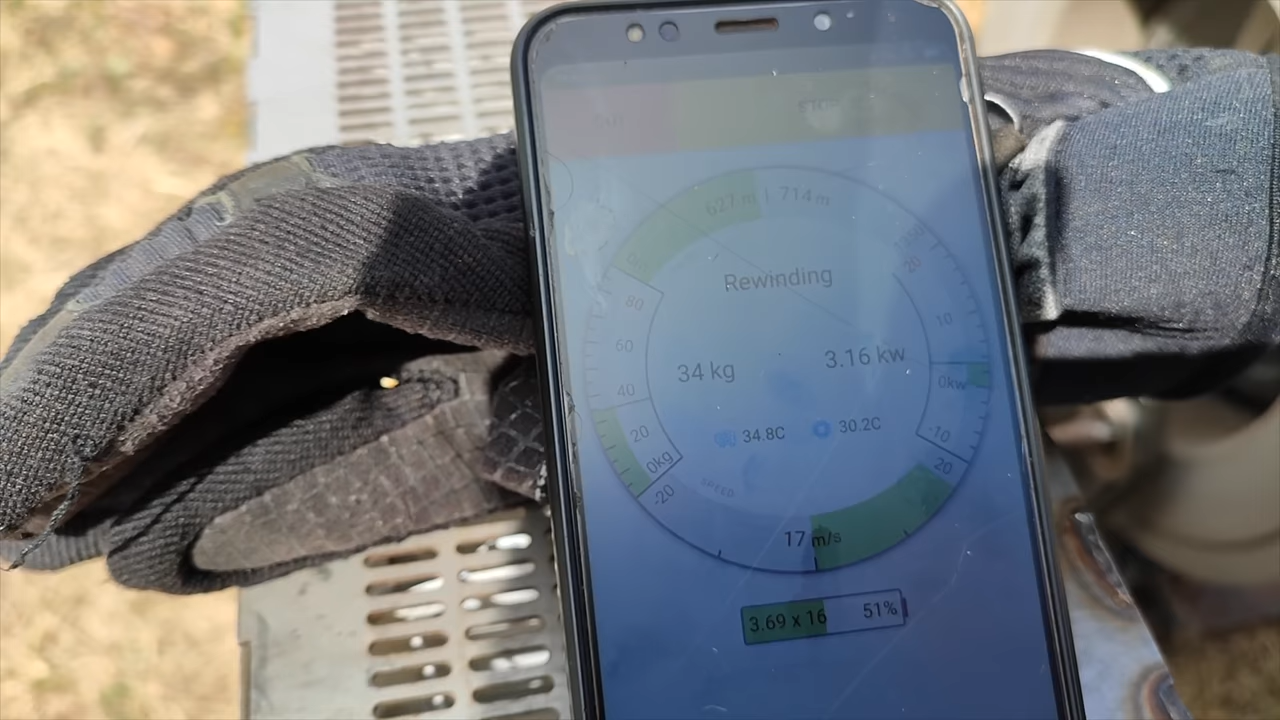 627 m | 714 m
Rewinding
34 kg
3.16 kw
34.8C
30.2C
80
60
40
20
0kg
-20
20
10
0kw
-10
20
SPEED
17 m/s
3.69 x 16
51%